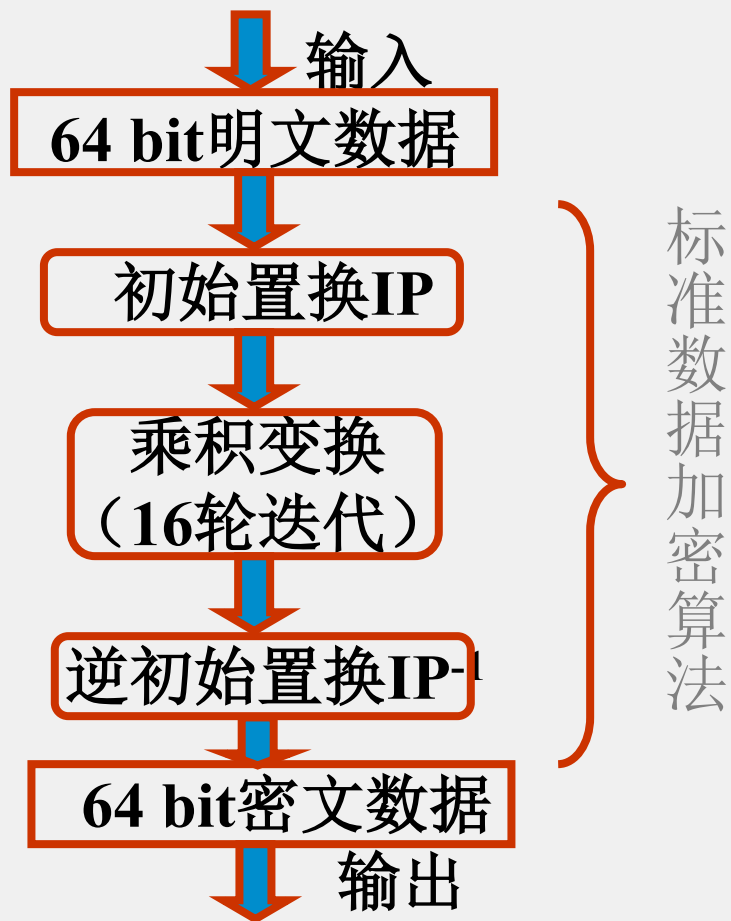 输入
64 bit明文数据
初始置换IP
乘积变换
（16轮迭代）
逆初始置换IP-1
64 bit密文数据
输出
标准数据加密算法